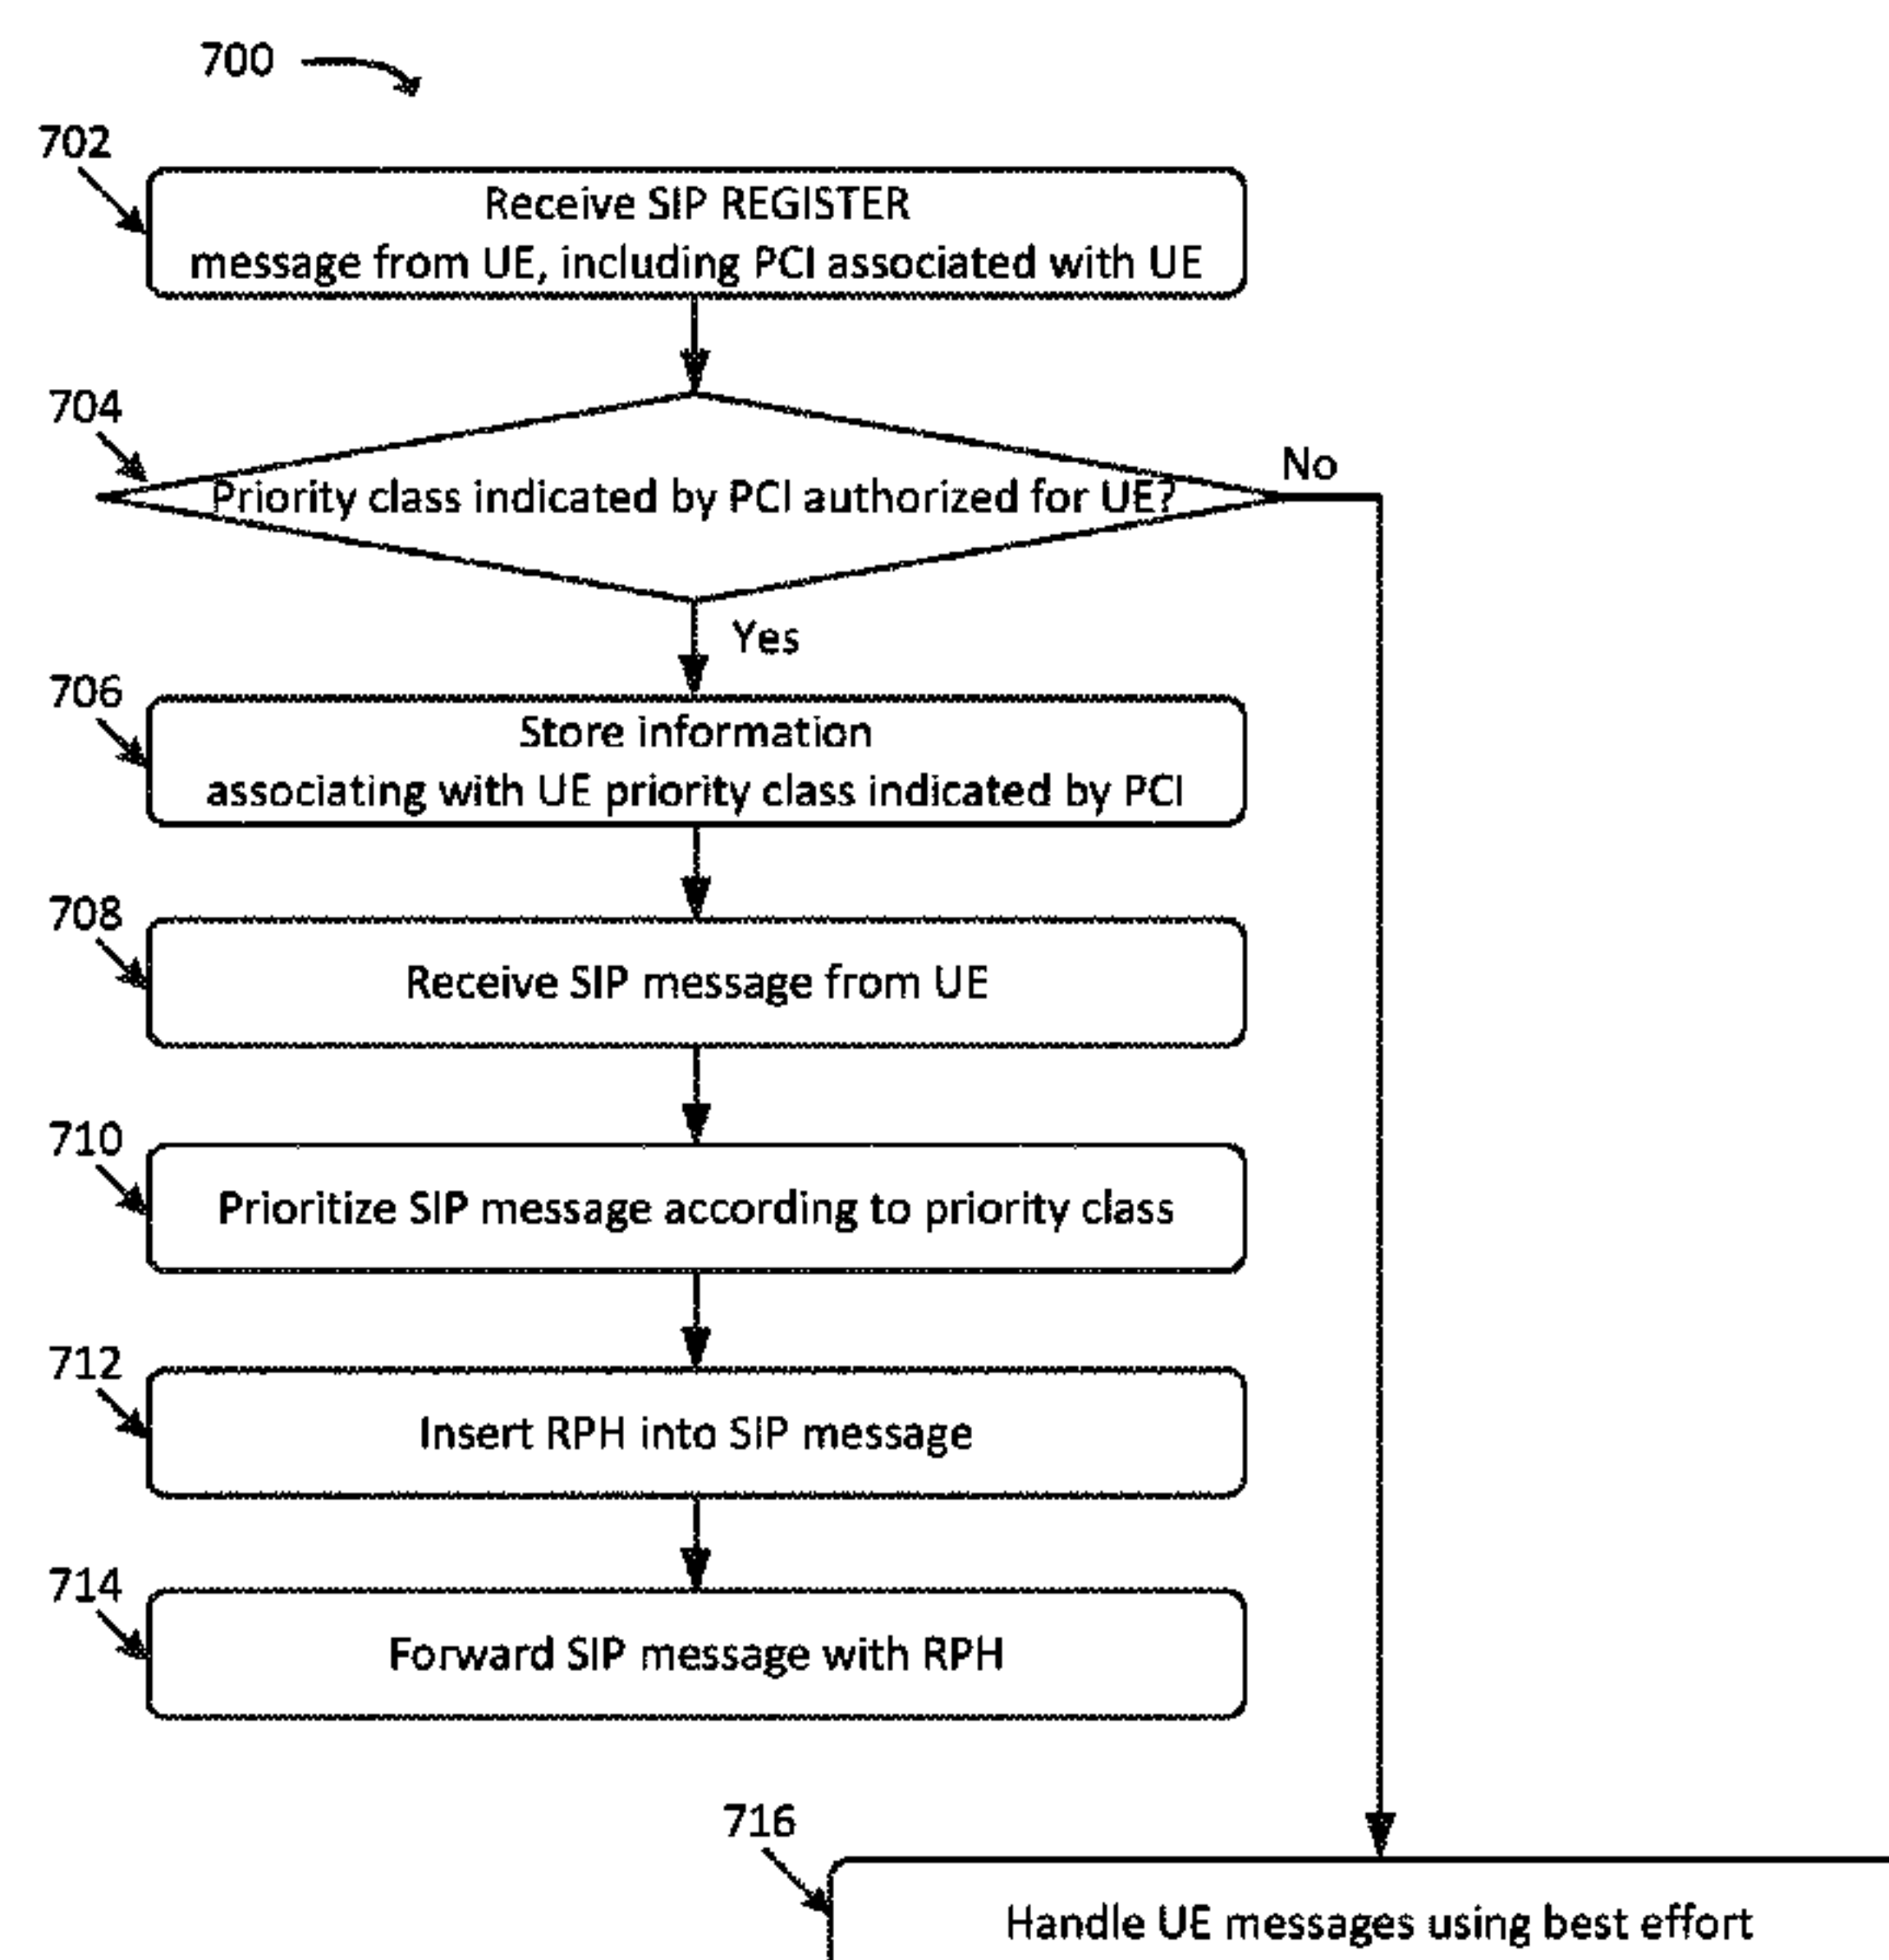 700
702
Receive SIP REGISTER
message from UE, including PCI associated with UE
704
Priority class indicated by PCI authorized for UE?
No
Yes
706
Store information
associating with UE priority class indicated by PCI
708
Receive SIP message from UE
710
Prioritize SIP message according to priority class
712
Insert RPH into SIP message
714
Forward SIP message with RPH
716
Handle UE messages using best effort